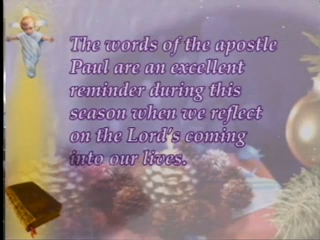 The words of the apostle
Paul are an excellent
reminder during this
season when we reflect
on the Lord's coming
into our lives.